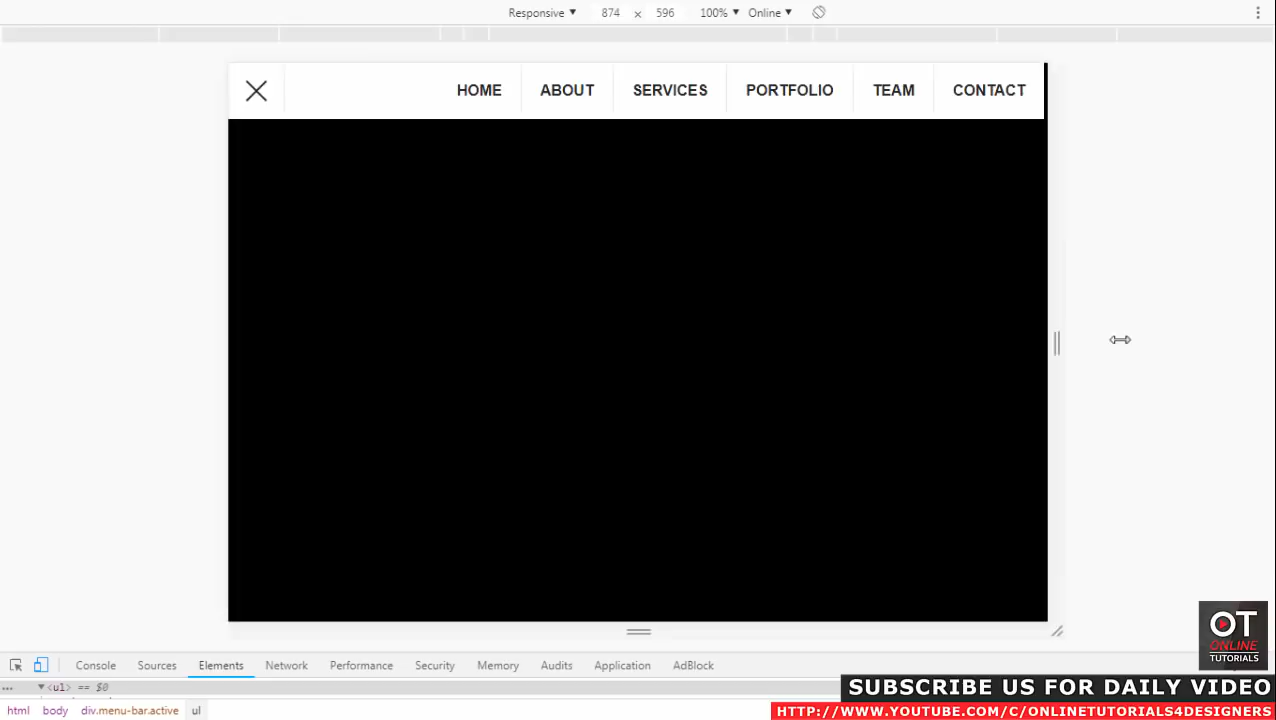 Responsive ▼ 874 × 596 100% ▼ Online ▼
HOME ABOUT SERVICES PORTFOLIO TEAM CONTACT
OT
ONLINE
TUTORIALS
Console Sources Elements Network Performance Security Memory Audits Application AdBlock
... ▼<ul> == $0
SUBSCRIBE US FOR DAILY VIDEO
html body div.menu-bar.active ul
HTTP://WWW.YOUTUBE.COM/C/ONLINETUTORIALS4DESIGNERS